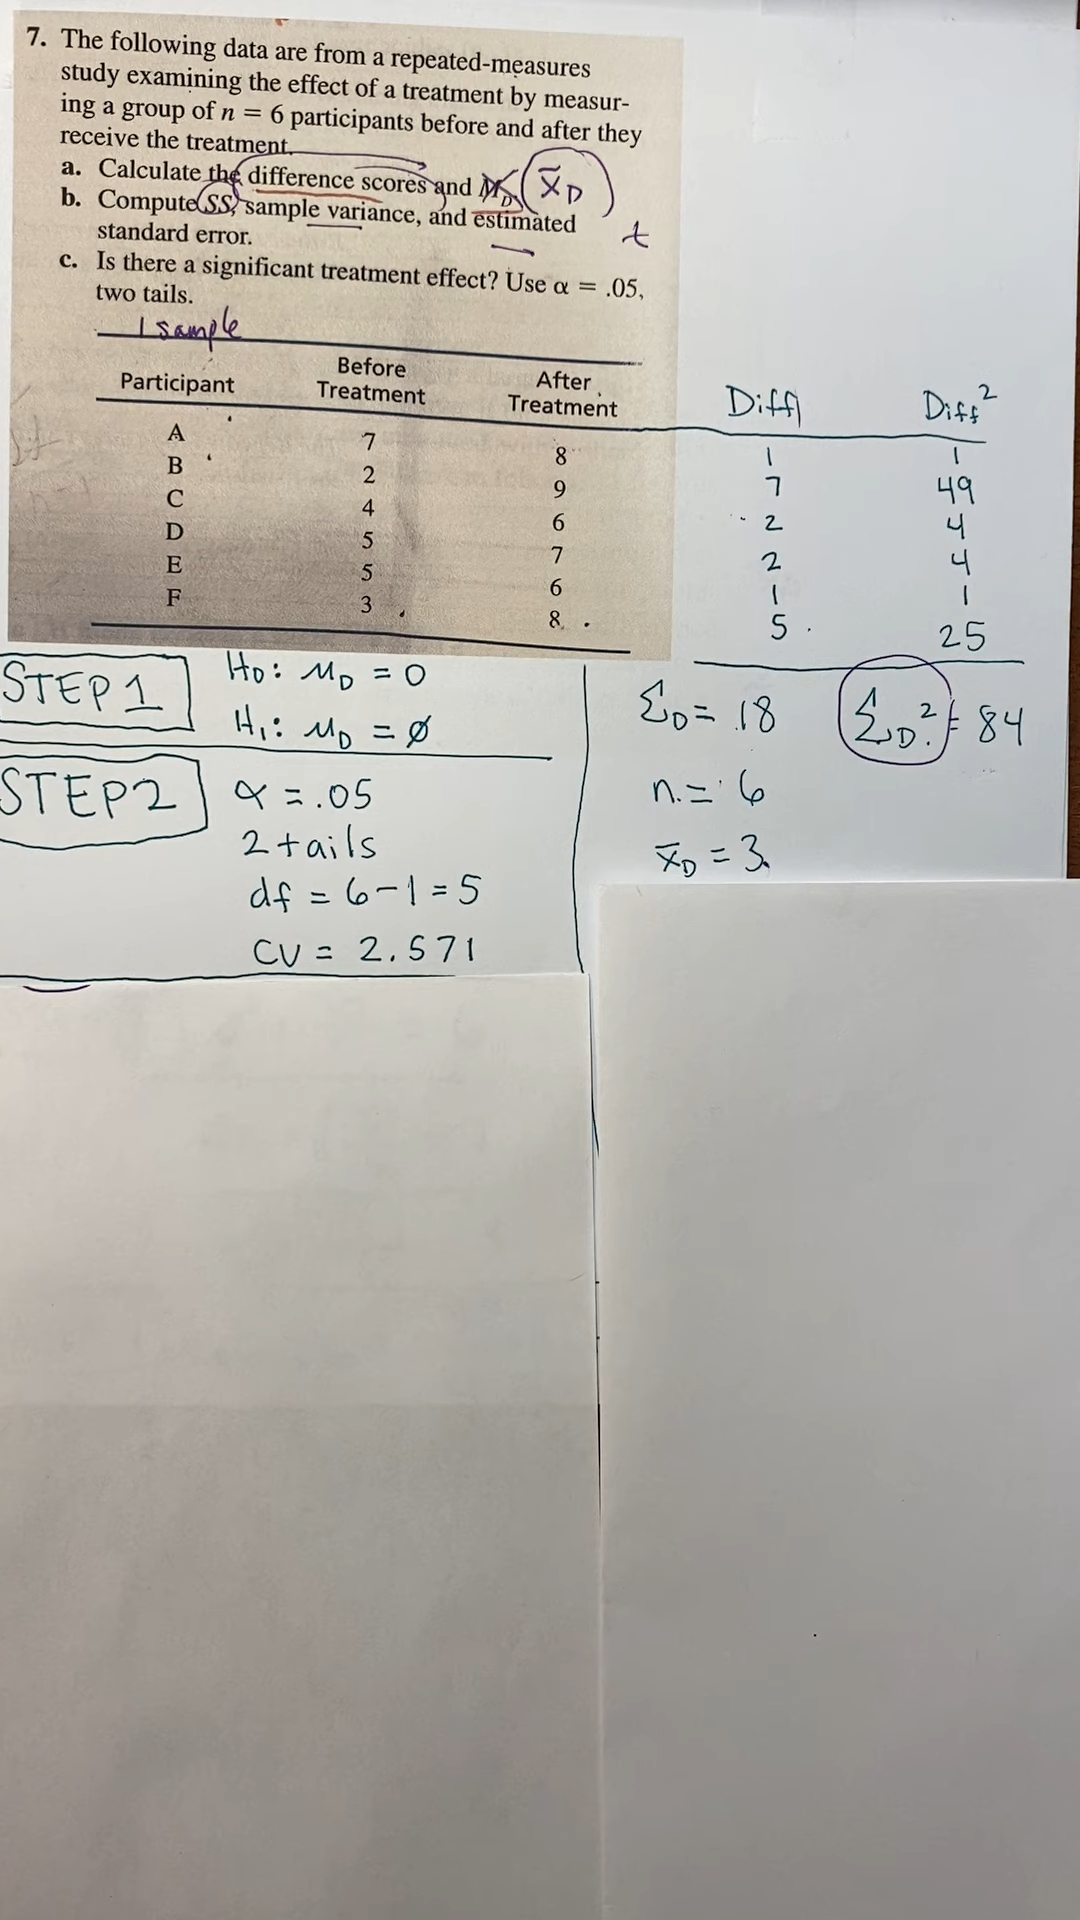 7. The following data are from a repeated-measures
study examining the effect of a treatment by measur-
ing a group of n = 6 participants before and after they
receive the treatment.
a. Calculate the difference scores and M_D. (x̄_D)
b. Compute SS, sample variance, and estimated
standard error.
t
c. Is there a significant treatment effect? Use α = .05,
two tails.
1 sample
Participant Before Treatment After Treatment Diff Diff²
A 7 8 1 1
B 2 9 7 49
C 4 6 2 4
D 5 7 2 4
E 5 6 1 1
F 3 8 5 25
STEP 1
H₀: μ_D = 0
H₁: μ_D = ∅
STEP 2
α = .05
2 tails
df = 6-1 = 5
CV = 2.571
Σ_D = 18 Σ_D² = 84
n = 6
x̄_D = 3